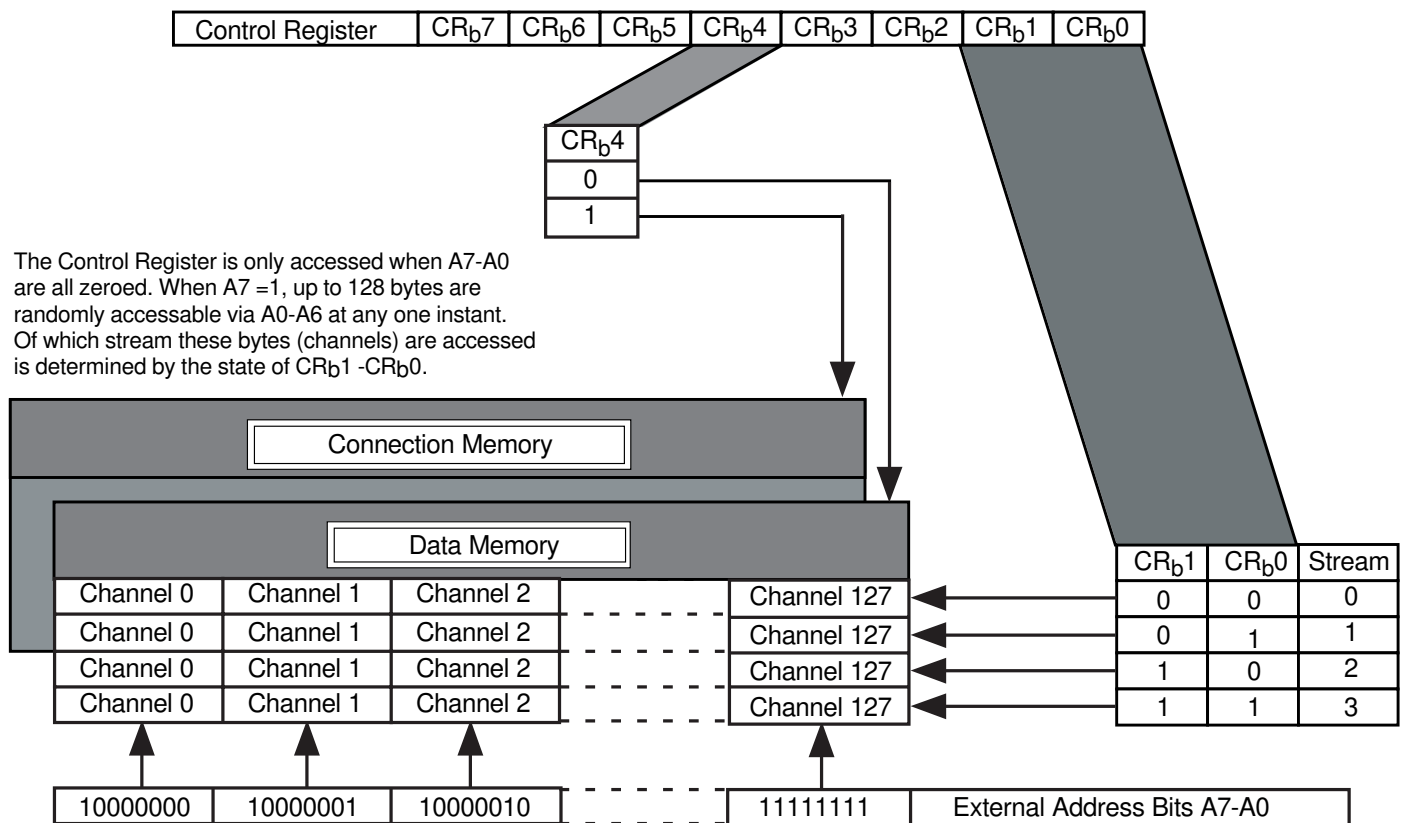 Control Register CRb7 CRb6 CRb5 CRb4 CRb3 CRb2 CRb1 CRb0
CRb4
0
1
The Control Register is only accessed when A7-A0
are all zeroed. When A7 =1, up to 128 bytes are
randomly accessable via A0-A6 at any one instant.
Of which stream these bytes (channels) are accessed
is determined by the state of CRb1 -CRb0.
Connection Memory
Data Memory
CRb1 CRb0 Stream
Channel 0 Channel 1 Channel 2 Channel 127 0 0 0
Channel 0 Channel 1 Channel 2 Channel 127 0 1 1
Channel 0 Channel 1 Channel 2 Channel 127 1 0 2
Channel 0 Channel 1 Channel 2 Channel 127 1 1 3
10000000 10000001 10000010 11111111 External Address Bits A7-A0